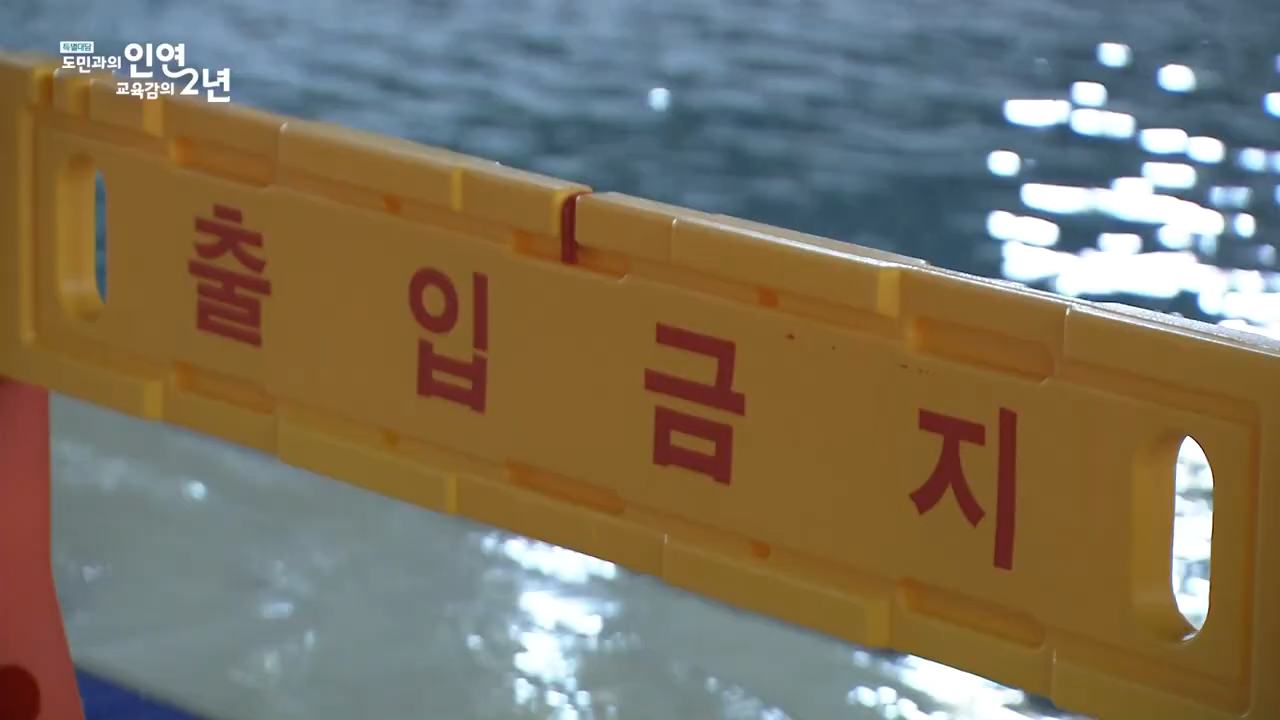 특별대담
도민과의 인연
교육감의 2년
출입금지